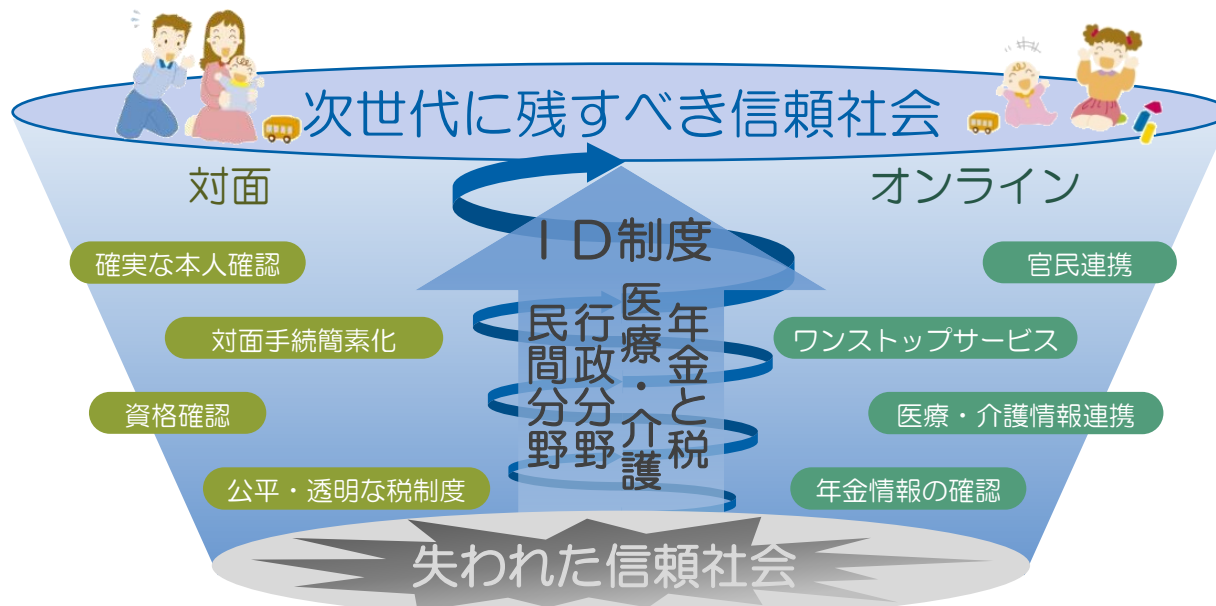 次世代に残すべき信頼社会
対面
オンライン
ID制度
確実な本人確認
対面手続簡素化
資格確認
公平・透明な税制度
年金と税
医療・介護
行政分野
民間分野
官民連携
ワンストップサービス
医療・介護情報連携
年金情報の確認
失われた信頼社会